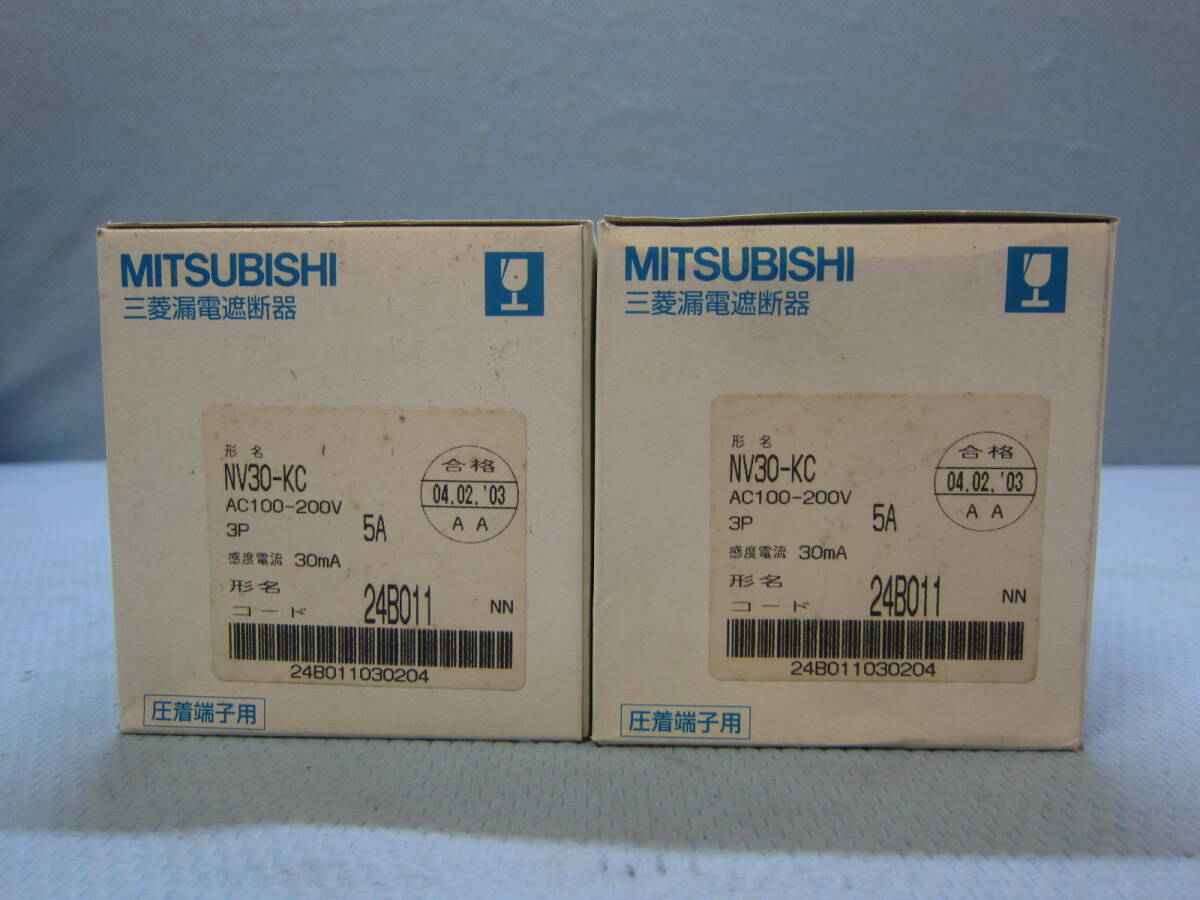 MITSUBISHI
三菱漏電遮断器
形名
NV30-KC
AC100-200V
3P 5A
感度電流 30mA
合格
04.02.'03
AA
形名
コード 24B011 NN
24B011030204
圧着端子用
MITSUBISHI
三菱漏電遮断器
形名
NV30-KC
AC100-200V
3P 5A
感度電流 30mA
合格
04.02.'03
AA
形名
コード 24B011 NN
24B011030204
圧着端子用